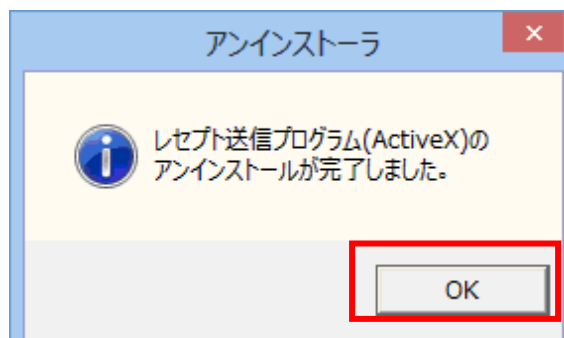 アンインストーラ
レセプト送信プログラム(ActiveX)の
アンインストールが完了しました。
OK